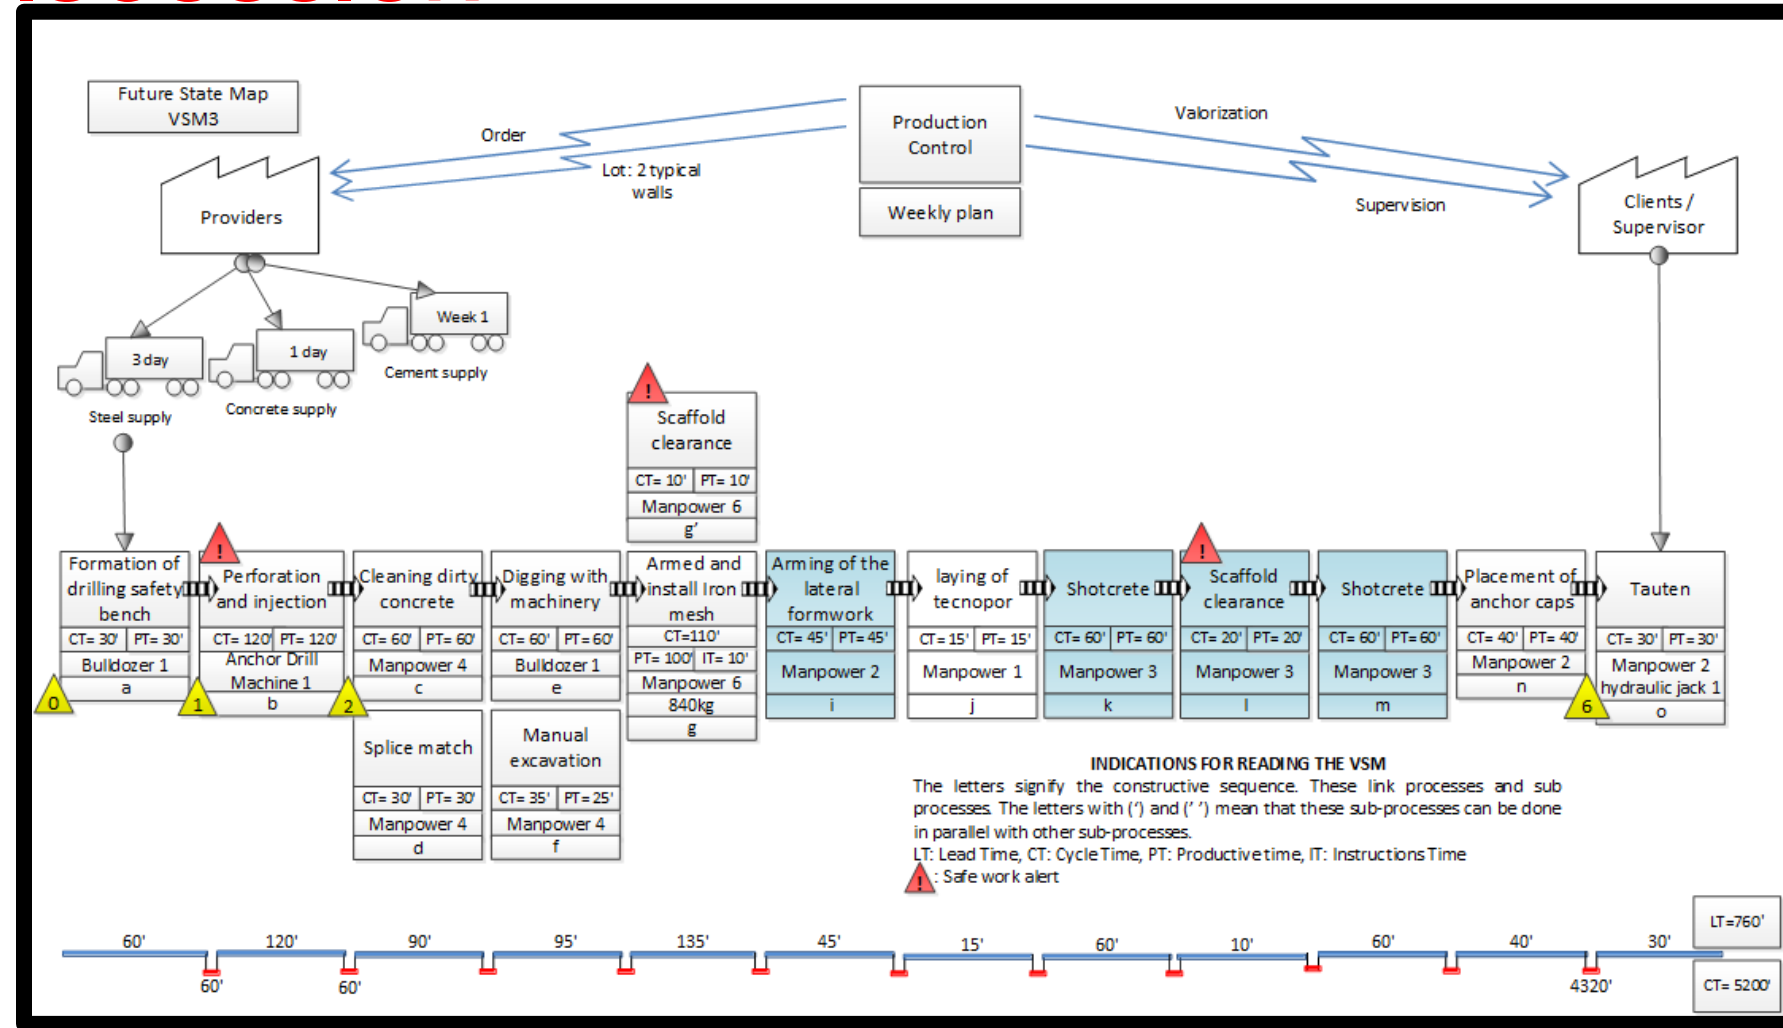 Future State Map
VSM3
Production
Control
Weekly plan
Order
Lot: 2 typical
walls
Valorization
Supervision
Providers
Clients /
Supervisor
3 day
1 day
Week 1
Steel supply
Concrete supply
Cement supply
!
Scaffold
clearance
CT= 10' PT= 10'
Manpower 6
g'
Formation of
drilling safety
bench
CT= 30' PT= 30'
Bulldozer 1
a
0
!
Perforation
and injection
CT= 120' PT= 120'
Anchor Drill
Machine 1
b
1
Cleaning dirty
concrete
CT= 60' PT= 60'
Manpower 4
c
2
Splice match
CT= 30' PT= 30'
Manpower 4
d
Digging with
machinery
CT= 60' PT= 60'
Bulldozer 1
e
Manual
excavation
CT= 35' PT= 25'
Manpower 4
f
Armed and
install Iron
mesh
CT=110'
PT= 100' IT= 10'
Manpower 6
840kg
g
Arming of the
lateral
formwork
CT= 45' PT= 45'
Manpower 2
i
laying of
tecnopor
CT= 15' PT= 15'
Manpower 1
j
Shotcrete
CT= 60' PT= 60'
Manpower 3
k
!
Scaffold
clearance
CT= 20' PT= 20'
Manpower 3
l
Shotcrete
CT= 60' PT= 60'
Manpower 3
m
Placement of
anchor caps
CT= 40' PT= 40'
Manpower 2
n
6
Tauten
CT= 30' PT= 30'
Manpower 2
hydraulic jack 1
o
INDICATIONS FOR READING THE VSM
The letters signify the constructive sequence. These link processes and sub
processes. The letters with (‘) and (’ ’) mean that these sub-processes can be done
in parallel with other sub-processes.
LT: Lead Time, CT: Cycle Time, PT: Productive time, IT: Instructions Time
! : Safe work alert
60' 120' 90' 95' 135' 45' 15' 60' 10' 60' 40' 30'
60' 60' 4320'
LT=760'
CT= 5200'